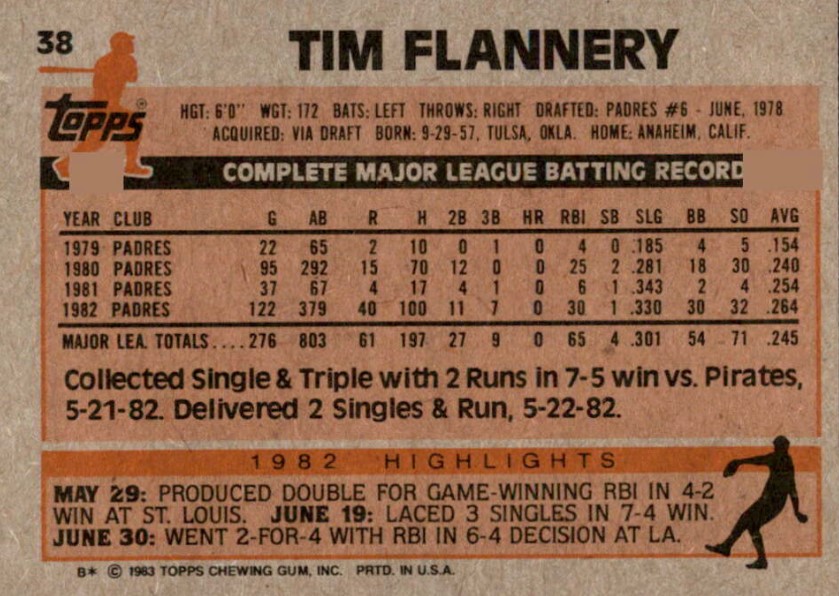 38
TIM FLANNERY
Topps®
HGT: 6'0" WGT: 172 BATS: LEFT THROWS: RIGHT DRAFTED: PADRES #6 - JUNE, 1978
ACQUIRED: VIA DRAFT BORN: 9-29-57, TULSA, OKLA. HOME: ANAHEIM, CALIF.
COMPLETE MAJOR LEAGUE BATTING RECORD
YEAR CLUB G AB R H 2B 3B HR RBI SB SLG BB SO AVG
1979 PADRES 22 65 2 10 0 1 0 4 0 .185 4 5 .154
1980 PADRES 95 292 15 70 12 0 0 25 2 .281 18 30 .240
1981 PADRES 37 67 4 17 4 1 0 6 1 .343 2 4 .254
1982 PADRES 122 379 40 100 11 7 0 30 1 .330 30 32 .264
MAJOR LEA. TOTALS.... 276 803 61 197 27 9 0 65 4 .301 54 71 .245
Collected Single & Triple with 2 Runs in 7-5 win vs. Pirates,
5-21-82. Delivered 2 Singles & Run, 5-22-82.
1982 HIGHLIGHTS
MAY 29: PRODUCED DOUBLE FOR GAME-WINNING RBI IN 4-2
WIN AT ST. LOUIS. JUNE 19: LACED 3 SINGLES IN 7-4 WIN.
JUNE 30: WENT 2-FOR-4 WITH RBI IN 6-4 DECISION AT LA.
B* © 1983 TOPPS CHEWING GUM, INC. PRTD. IN U.S.A.